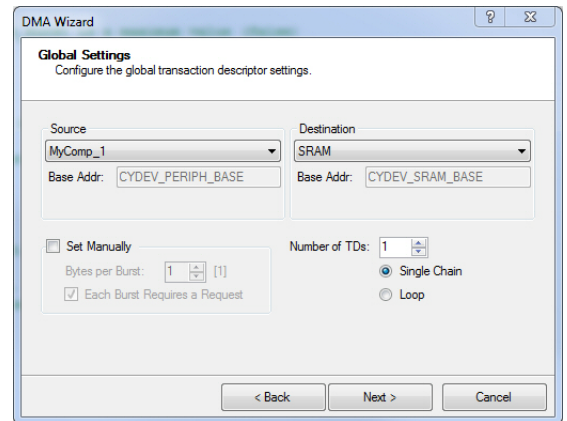 DMA Wizard
Global Settings
Configure the global transaction descriptor settings.
Source
MyComp_1
Base Addr: CYDEV_PERIPH_BASE
Destination
SRAM
Base Addr: CYDEV_SRAM_BASE
Set Manually
Bytes per Burst: 1 [1]
Each Burst Requires a Request
Number of TDs: 1
Single Chain
Loop
< Back Next > Cancel